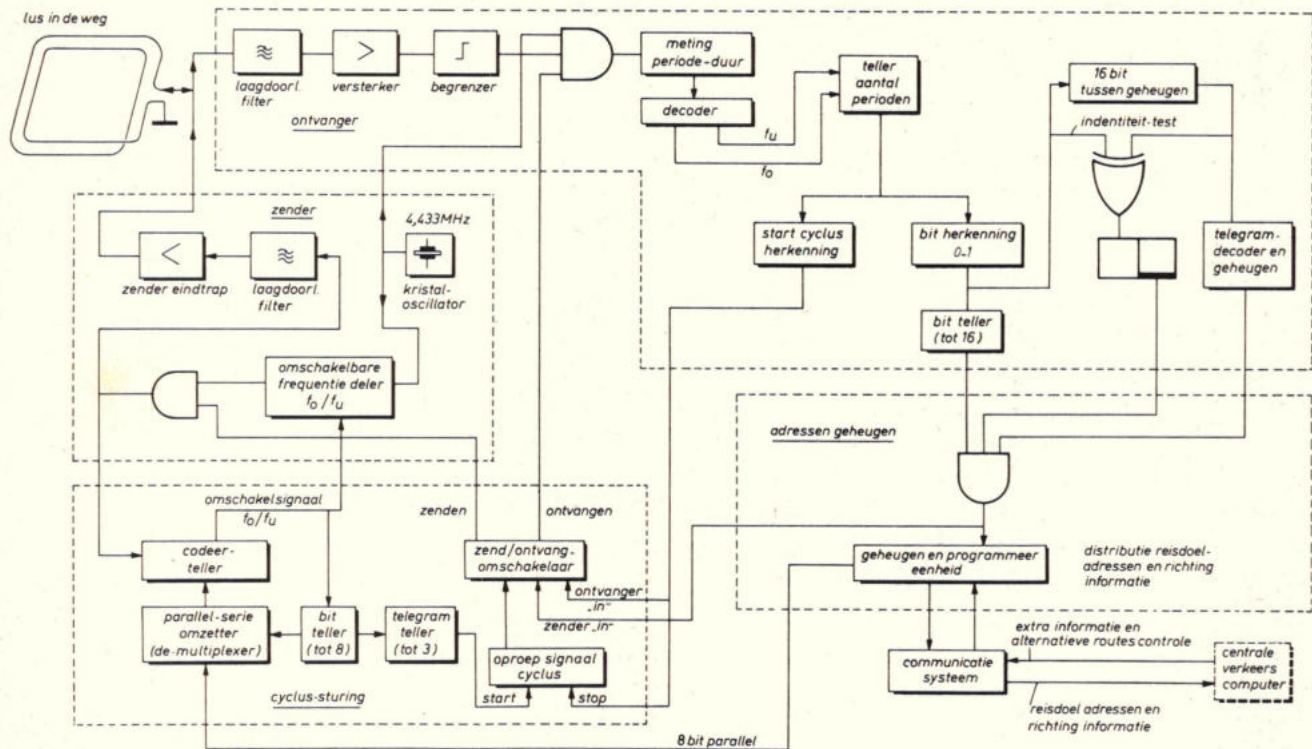 lus in de weg
laagdoorl.
filter
versterker
begrenzer
ontvanger
meting
periode-duur
decoder
fu
fo
teller
aantal
perioden
16 bit
tussen geheugen
indentiteit-test
start cyclus
herkenning
bit herkenning
0-1
telegram-
decoder en
geheugen
bit teller
(tot 16)
zender
zender eindtrap
laagdoorl.
filter
4,433MHz
kristal-
oscillator
omschakelbare
frequentie deler
fo/fu
adressen geheugen
omschakelsignaal
fo/fu
zenden
ontvangen
codeer-
teller
zend/ontvang-
omschakelaar
geheugen en programmeer
eenheid
distributie reisdoel-
adressen en richting
informatie
ontvanger
„in"
zender „in"
parallel-serie
omzetter
(de-multiplexer)
bit
teller
(tot 8)
telegram
teller
(tot 3)
oproep signaal
cyclus
start
stop
cyclus-sturing
extra informatie en
alternatieve routes controle
communicatie
systeem
centrale
verkeers
computer
reisdoel adressen en
richting informatie
8 bit parallel